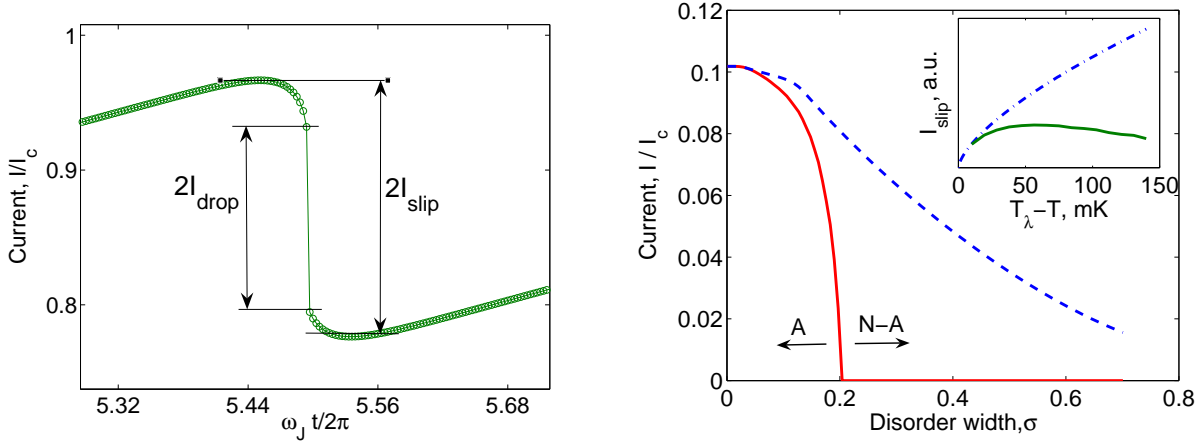 1
0.9
0.8
Current, I/I_c
2I_drop
2I_slip
5.32 5.44 5.56 5.68
ω_J t/2π
0.12
0.1
0.08
0.06
0.04
0.02
0
Current, I / I_c
A
N−A
0 0.2 0.4 0.6 0.8
Disorder width,σ
I_slip, a.u.
0 50 100 150
T_λ−T, mK